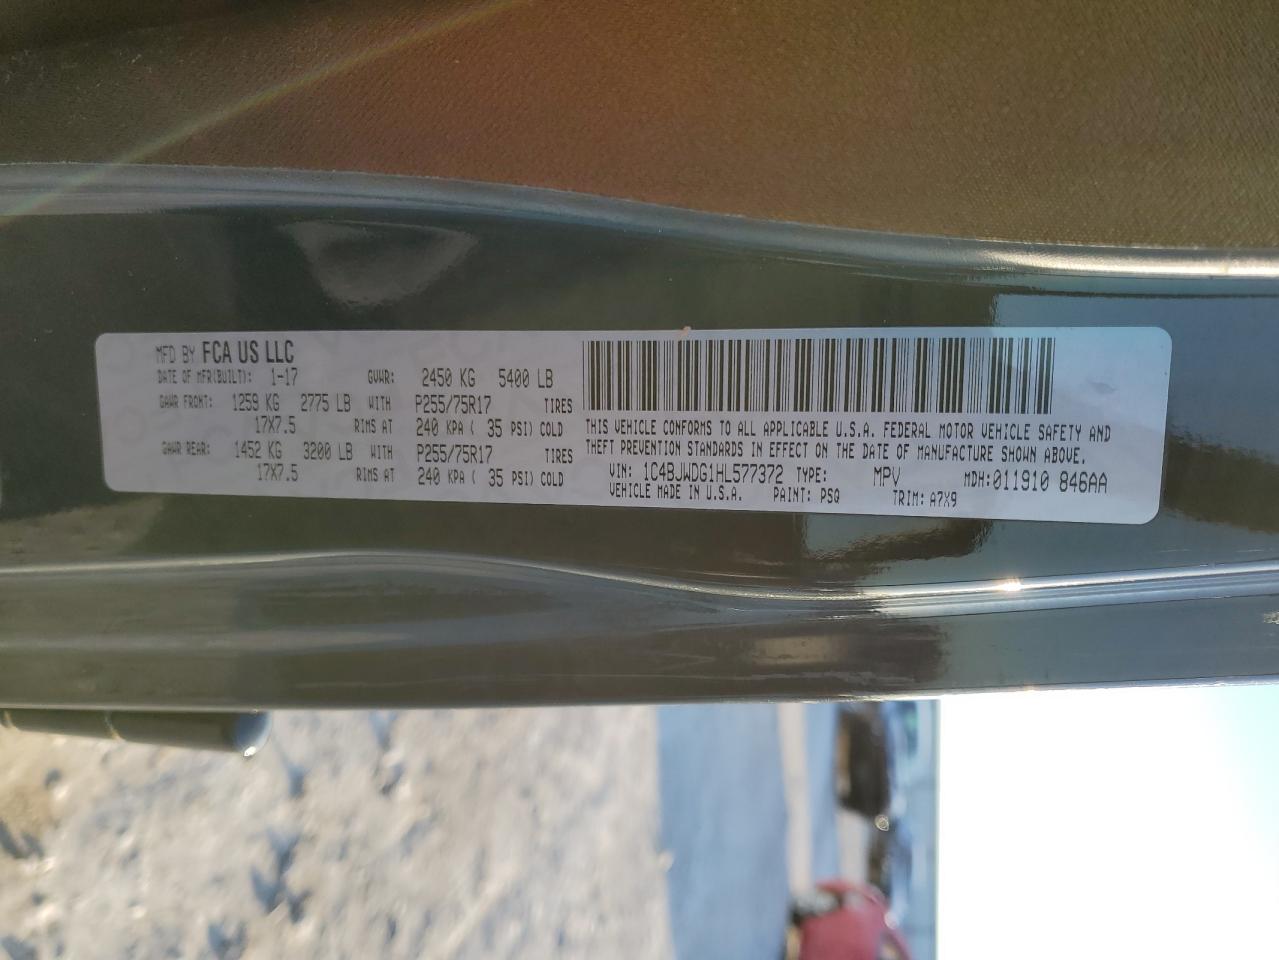 MFD BY FCA US LLC
DATE OF MFR(BUILT): 1-17 GVWR: 2450 KG 5400 LB
GAWR FRONT: 1259 KG 2775 LB WITH P255/75R17 TIRES
17X7.5 RIMS AT 240 KPA ( 35 PSI) COLD
GAWR REAR: 1452 KG 3200 LB WITH P255/75R17 TIRES
17X7.5 RIMS AT 240 KPA ( 35 PSI) COLD
THIS VEHICLE CONFORMS TO ALL APPLICABLE U.S.A. FEDERAL MOTOR VEHICLE SAFETY AND
THEFT PREVENTION STANDARDS IN EFFECT ON THE DATE OF MANUFACTURE SHOWN ABOVE.
VIN: 1C4BJWDG1HL577372 TYPE: MPV MDH:011910 846AA
VEHICLE MADE IN U.S.A. PAINT: PSQ TRIM: A7X9